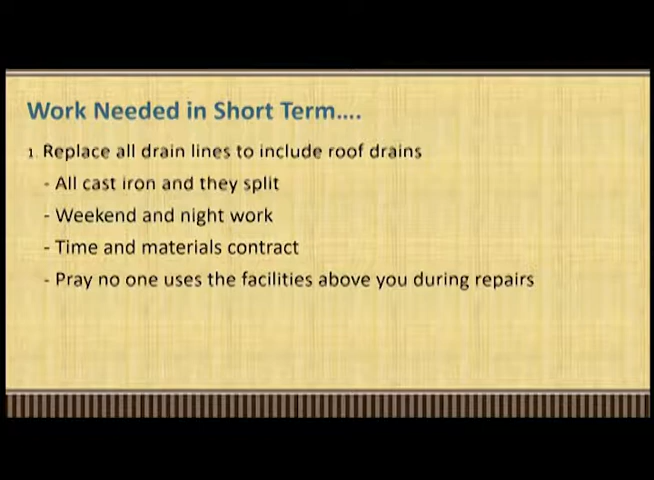 Work Needed in Short Term....
1. Replace all drain lines to include roof drains
- All cast iron and they split
- Weekend and night work
- Time and materials contract
- Pray no one uses the facilities above you during repairs